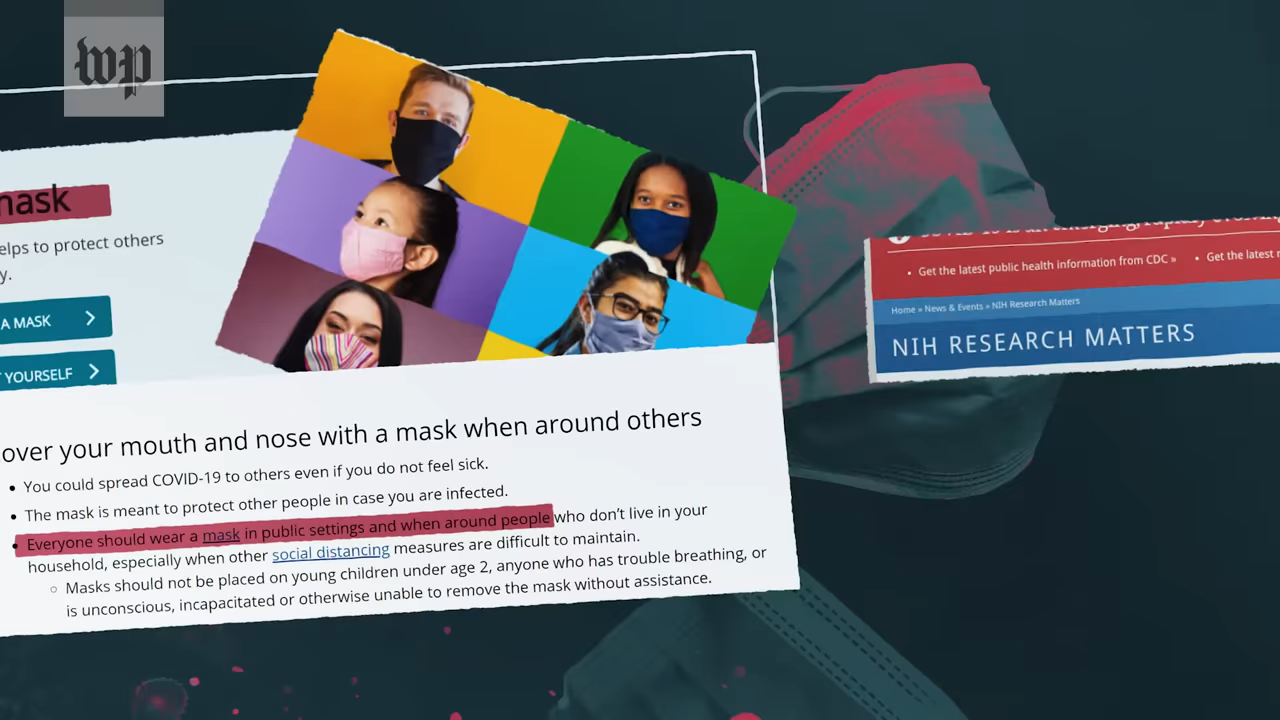 wp
mask
elps to protect others
y.
A MASK
YOURSELF
over your mouth and nose with a mask when around others
• You could spread COVID-19 to others even if you do not feel sick.
• The mask is meant to protect other people in case you are infected.
• Everyone should wear a mask in public settings and when around people who don't live in your
household, especially when other social distancing measures are difficult to maintain.
○ Masks should not be placed on young children under age 2, anyone who has trouble breathing, or
is unconscious, incapacitated or otherwise unable to remove the mask without assistance.
COVID-19 is an emerging, rapidly
• Get the latest public health information from CDC » • Get the latest
Home » News & Events » NIH Research Matters
NIH RESEARCH MATTERS